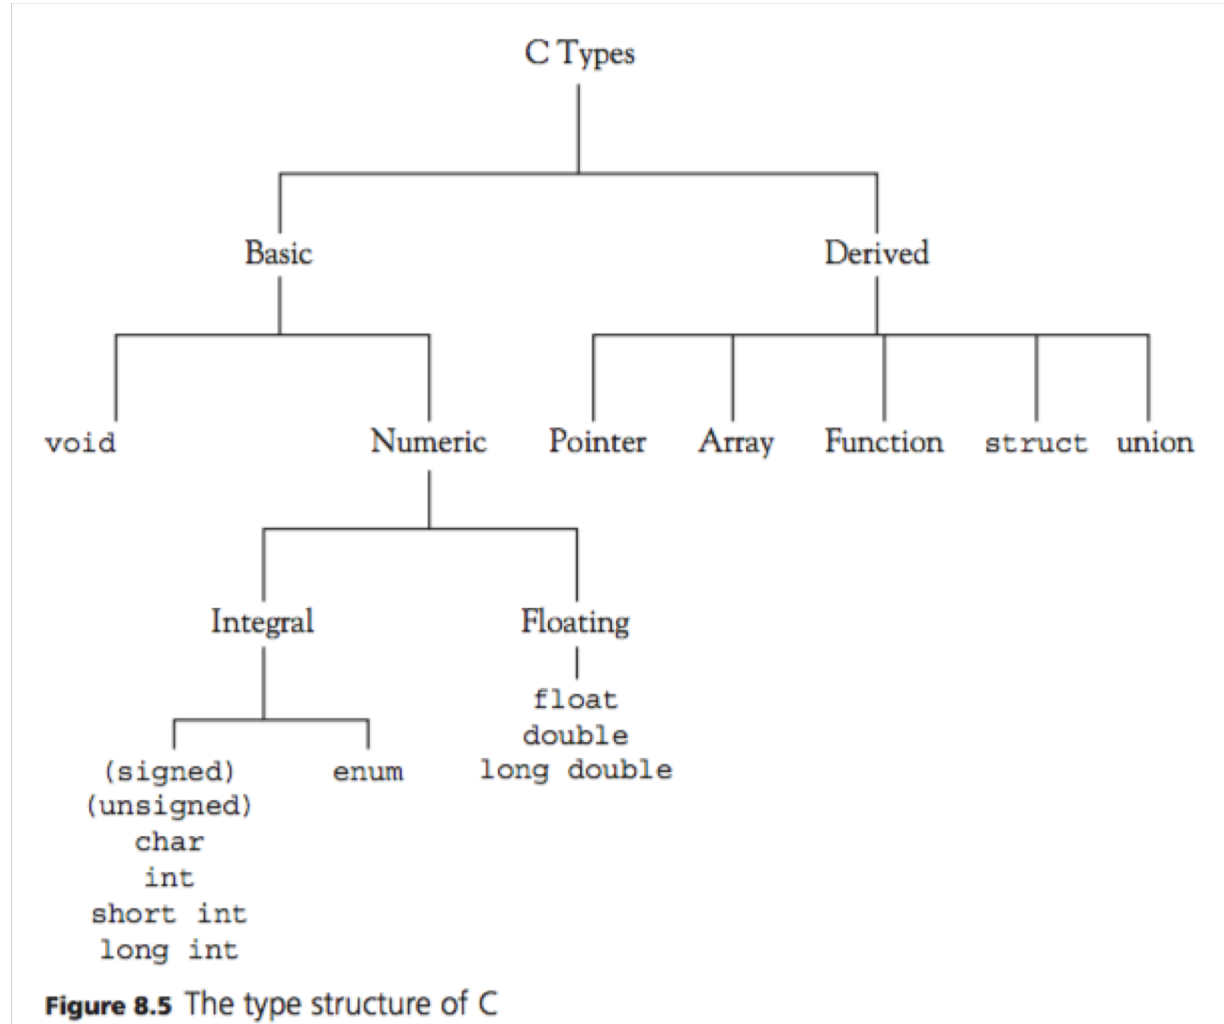 C Types
Basic
Derived
void
Numeric
Pointer
Array
Function
struct
union
Integral
Floating
float
double
long double
(signed)
(unsigned)
char
int
short int
long int
enum
Figure 8.5 The type structure of C